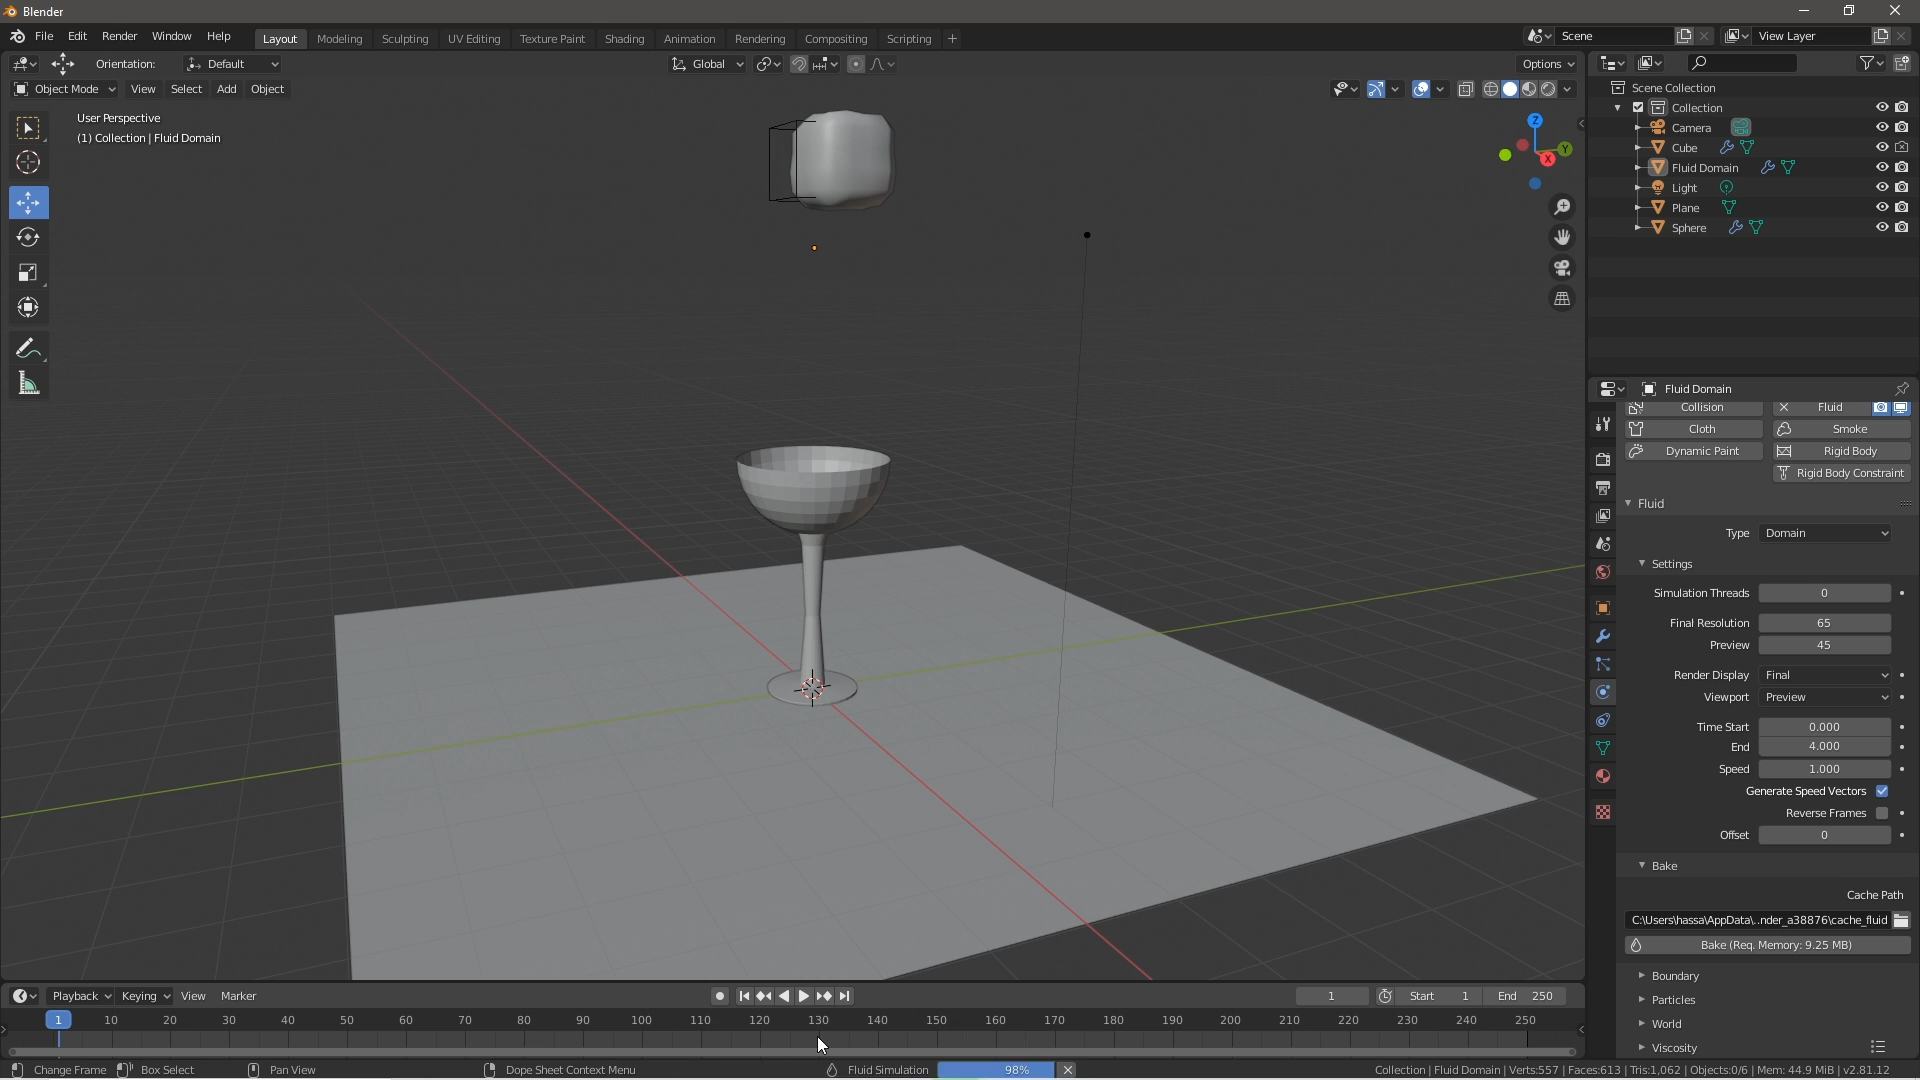 Blender
File Edit Render Window Help
Layout Modeling Sculpting UV Editing Texture Paint Shading Animation Rendering Compositing Scripting +
Scene
View Layer
Orientation: Default
Global
Options
Object Mode View Select Add Object
User Perspective
(1) Collection | Fluid Domain
Z
Y
X
Scene Collection
Collection
Camera
Cube
Fluid Domain
Light
Plane
Sphere
Fluid Domain
Collision Fluid
Cloth Smoke
Dynamic Paint Rigid Body
Rigid Body Constraint
Fluid
Type Domain
Settings
Simulation Threads 0
Final Resolution 65
Preview 45
Render Display Final
Viewport Preview
Time Start 0.000
End 4.000
Speed 1.000
Generate Speed Vectors
Reverse Frames
Offset 0
Bake
Cache Path
C:\Users\hassa\AppData\..nder_a38876\cache_fluid
Bake (Req. Memory: 9.25 MB)
Boundary
Particles
World
Viscosity
Playback Keying View Marker
1 Start 1 End 250
1 10 20 30 40 50 60 70 80 90 100 110 120 130 140 150 160 170 180 190 200 210 220 230 240 250
Change Frame Box Select Pan View Dope Sheet Context Menu Fluid Simulation 98% Collection | Fluid Domain | Verts:557 | Faces:613 | Tris:1,062 | Objects:0/6 | Mem: 44.9 MiB | v2.81.12